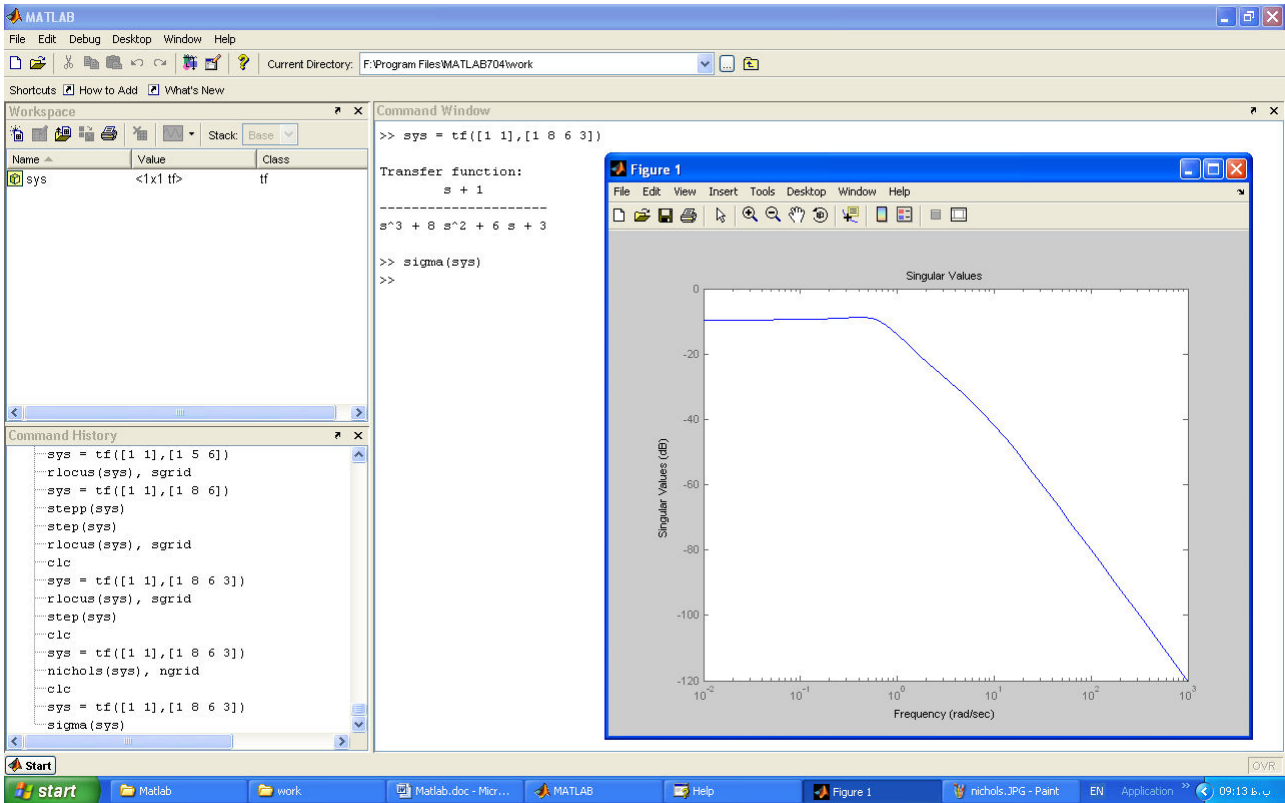 MATLAB
File Edit Debug Desktop Window Help
Current Directory: F:\Program Files\MATLAB704\work
Shortcuts How to Add What's New
Workspace
Stack: Base
Name Value Class
sys <1x1 tf> tf
Command History
sys = tf([1 1],[1 5 6])
rlocus(sys), sgrid
sys = tf([1 1],[1 8 6])
stepp(sys)
step(sys)
rlocus(sys), sgrid
clc
sys = tf([1 1],[1 8 6 3])
rlocus(sys), sgrid
step(sys)
clc
sys = tf([1 1],[1 8 6 3])
nichols(sys), ngrid
clc
sys = tf([1 1],[1 8 6 3])
sigma(sys)
Command Window
>> sys = tf([1 1],[1 8 6 3])
Transfer function:
s + 1
---------------------
s^3 + 8 s^2 + 6 s + 3
>> sigma(sys)
>>
Figure 1
File Edit View Insert Tools Desktop Window Help
Singular Values
0
-20
-40
-60
-80
-100
-120
Singular Values (dB)
10^-2 10^-1 10^0 10^1 10^2 10^3
Frequency (rad/sec)
Start
OVR
start Matlab work Matlab.doc - Micr... MATLAB Help Figure 1 nichols.JPG - Paint EN Application » 09:13 ب.ظ